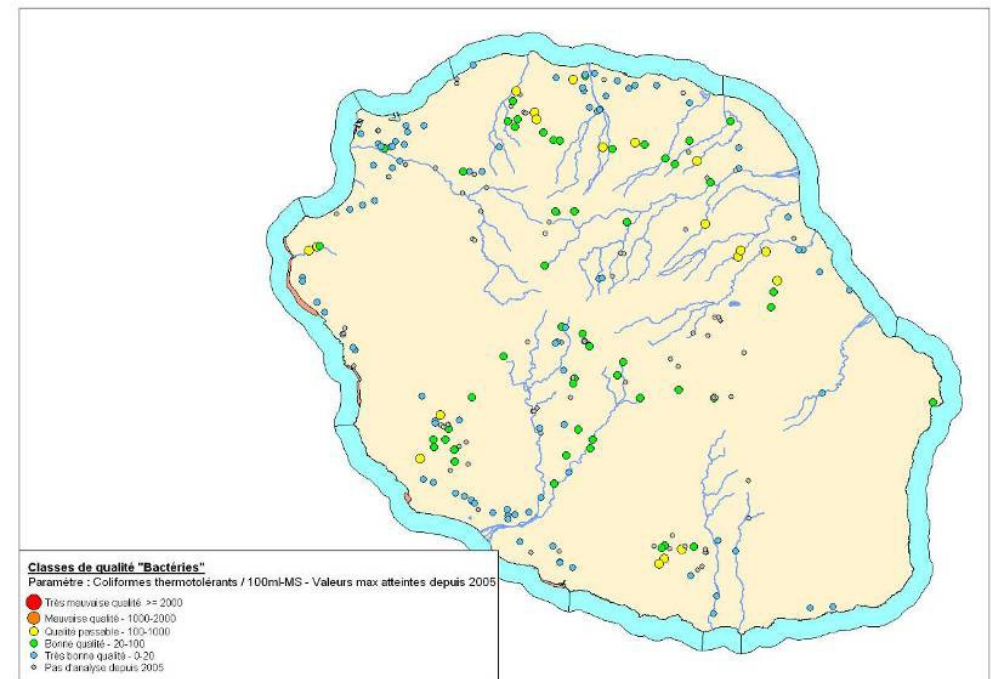 Classes de qualité "Bactéries"
Paramètre : Coliformes thermotolérants / 100ml-MS - Valeurs max atteintes depuis 2005
Très mauvaise qualité >= 2000
Mauvaise qualité - 1000-2000
Qualité passable - 100-1000
Bonne qualité - 20-100
Très bonne qualité - 0-20
Pas d'analyse depuis 2005